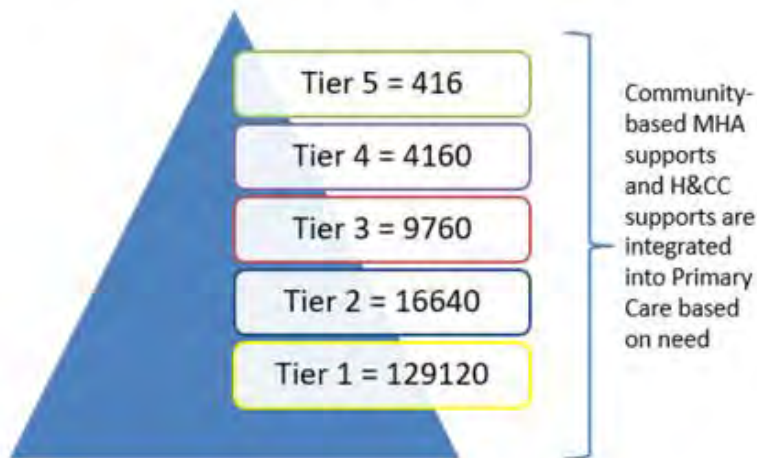 Tier 5 = 416
Tier 4 = 4160
Tier 3 = 9760
Tier 2 = 16640
Tier 1 = 129120
Community-
based MHA
supports
and H&CC
supports are
integrated
into Primary
Care based
on need